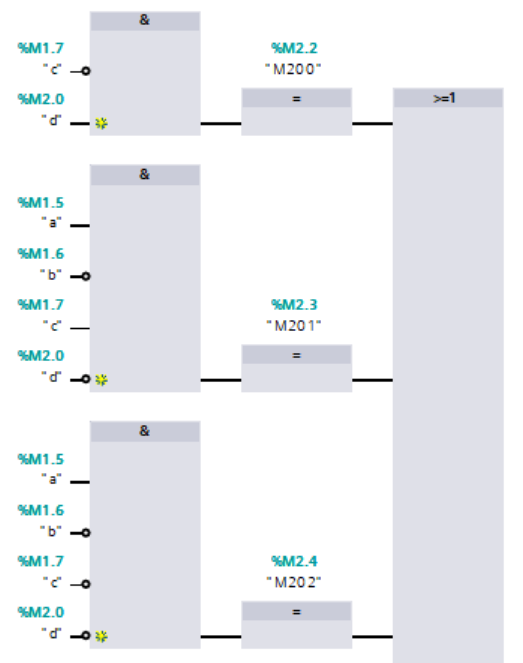 &
%M1.7
"c"
%M2.2
"M200"
%M2.0
"d"
=
>=1
&
%M1.5
"a"
%M1.6
"b"
%M1.7
"c"
%M2.3
"M201"
%M2.0
"d"
=
&
%M1.5
"a"
%M1.6
"b"
%M1.7
"c"
%M2.4
"M202"
%M2.0
"d"
=